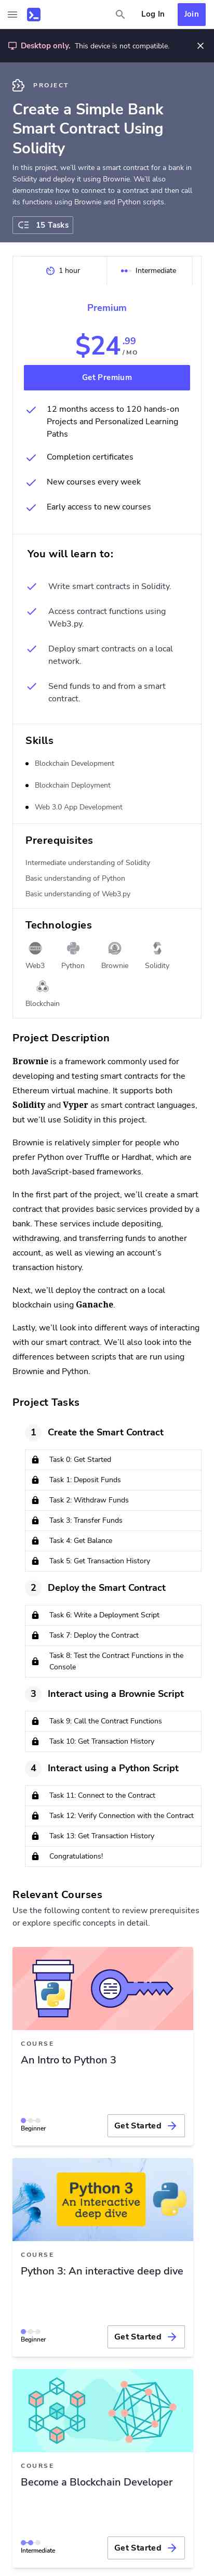 Log In
Join
Desktop only. This device is not compatible.
PROJECT
Create a Simple Bank
Smart Contract Using
Solidity
In this project, we'll write a smart contract for a bank in
Solidity and deploy it using Brownie. We'll also
demonstrate how to connect to a contract and then call
its functions using Brownie and Python scripts.
15 Tasks
1 hour
Intermediate
Premium
$24 .99 /MO
Get Premium
12 months access to 120 hands-on
Projects and Personalized Learning
Paths
Completion certificates
New courses every week
Early access to new courses
You will learn to:
Write smart contracts in Solidity.
Access contract functions using
Web3.py.
Deploy smart contracts on a local
network.
Send funds to and from a smart
contract.
Skills
Blockchain Development
Blockchain Deployment
Web 3.0 App Development
Prerequisites
Intermediate understanding of Solidity
Basic understanding of Python
Basic understanding of Web3.py
Technologies
Web3
Python
Brownie
Solidity
Blockchain
Project Description
Brownie is a framework commonly used for
developing and testing smart contracts for the
Ethereum virtual machine. It supports both
Solidity and Vyper as smart contract languages,
but we'll use Solidity in this project.
Brownie is relatively simpler for people who
prefer Python over Truffle or Hardhat, which are
both JavaScript-based frameworks.
In the first part of the project, we'll create a smart
contract that provides basic services provided by a
bank. These services include depositing,
withdrawing, and transferring funds to another
account, as well as viewing an account's
transaction history.
Next, we'll deploy the contract on a local
blockchain using Ganache.
Lastly, we'll look into different ways of interacting
with our smart contract. We'll also look into the
differences between scripts that are run using
Brownie and Python.
Project Tasks
1 Create the Smart Contract
Task 0: Get Started
Task 1: Deposit Funds
Task 2: Withdraw Funds
Task 3: Transfer Funds
Task 4: Get Balance
Task 5: Get Transaction History
2 Deploy the Smart Contract
Task 6: Write a Deployment Script
Task 7: Deploy the Contract
Task 8: Test the Contract Functions in the
Console
3 Interact using a Brownie Script
Task 9: Call the Contract Functions
Task 10: Get Transaction History
4 Interact using a Python Script
Task 11: Connect to the Contract
Task 12: Verify Connection with the Contract
Task 13: Get Transaction History
Congratulations!
Relevant Courses
Use the following content to review prerequisites
or explore specific concepts in detail.
COURSE
An Intro to Python 3
Beginner
Get Started
Python 3
An Interactive
deep dive
COURSE
Python 3: An interactive deep dive
Beginner
Get Started
COURSE
Become a Blockchain Developer
Intermediate
Get Started